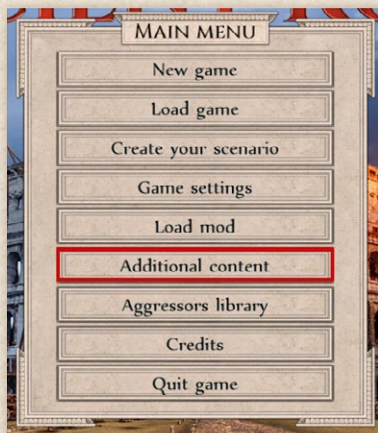 MAIN MENU
New game
Load game
Create your scenario
Game settings
Load mod
Additional content
Aggressors library
Credits
Quit game